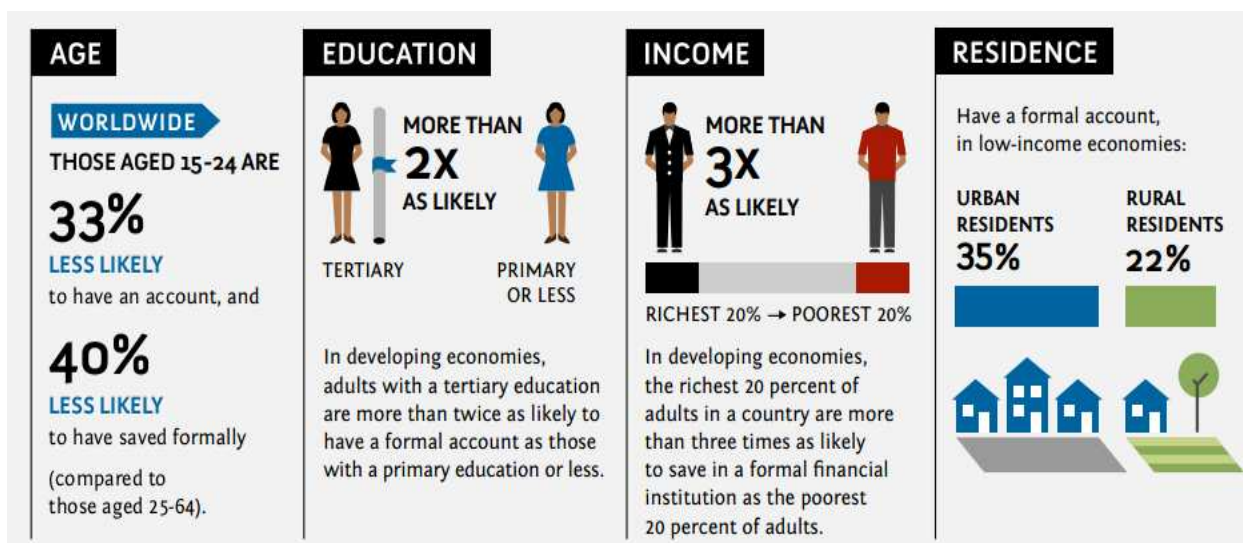 AGE
WORLDWIDE
THOSE AGED 15-24 ARE
33%
LESS LIKELY
to have an account, and
40%
LESS LIKELY
to have saved formally
(compared to
those aged 25-64).
EDUCATION
MORE THAN
2X
AS LIKELY
TERTIARY
PRIMARY
OR LESS
In developing economies,
adults with a tertiary education
are more than twice as likely to
have a formal account as those
with a primary education or less.
INCOME
MORE THAN
3X
AS LIKELY
RICHEST 20% → POOREST 20%
In developing economies,
the richest 20 percent of
adults in a country are more
than three times as likely
to save in a formal financial
institution as the poorest
20 percent of adults.
RESIDENCE
Have a formal account,
in low-income economies:
URBAN
RESIDENTS
35%
RURAL
RESIDENTS
22%